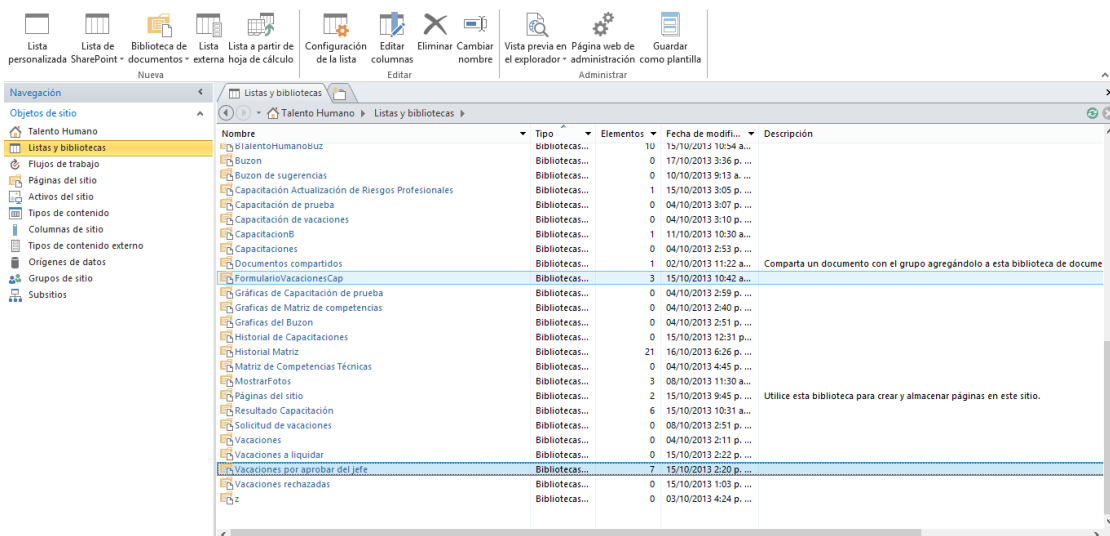 Lista personalizada
Lista de SharePoint
Biblioteca de documentos
Lista externa
Lista a partir de hoja de cálculo
Configuración de la lista
Editar columnas
Eliminar
Cambiar nombre
Vista previa en el explorador
Página web de administración
Guardar como plantilla
Nueva
Editar
Administrar
Navegación
Objetos de sitio
Talento Humano
Listas y bibliotecas
Flujos de trabajo
Páginas del sitio
Activos del sitio
Tipos de contenido
Columnas de sitio
Tipos de contenido externo
Orígenes de datos
Grupos de sitio
Subsitios
Listas y bibliotecas
Talento Humano Listas y bibliotecas
Nombre Tipo Elementos Fecha de modifi... Descripción
BTalentoHumanoBuz Bibliotecas... 10 15/10/2013 10:54 a...
Buzon Bibliotecas... 0 17/10/2013 3:36 p. ...
Buzon de sugerencias Bibliotecas... 0 10/10/2013 9:13 a. ...
Capacitación Actualización de Riesgos Profesionales Bibliotecas... 1 15/10/2013 3:05 p. ...
Capacitación de prueba Bibliotecas... 0 04/10/2013 3:07 p. ...
Capacitación de vacaciones Bibliotecas... 0 04/10/2013 3:10 p. ...
CapacitacionB Bibliotecas... 1 11/10/2013 10:30 a...
Capacitaciones Bibliotecas... 0 04/10/2013 2:53 p. ...
Documentos compartidos Bibliotecas... 1 02/10/2013 11:22 a... Comparta un documento con el grupo agregándolo a esta biblioteca de docume
FormularioVacacionesCap Bibliotecas... 3 15/10/2013 10:42 a...
Gráficas de Capacitación de prueba Bibliotecas... 0 04/10/2013 2:59 p. ...
Graficas de Matriz de competencias Bibliotecas... 0 04/10/2013 2:40 p. ...
Graficas del Buzon Bibliotecas... 0 04/10/2013 2:51 p. ...
Historial de Capacitaciones Bibliotecas... 0 15/10/2013 12:31 p...
Historial Matriz Bibliotecas... 21 16/10/2013 6:26 p. ...
Matriz de Competencias Técnicas Bibliotecas... 0 04/10/2013 4:45 p. ...
MostrarFotos Bibliotecas... 3 08/10/2013 11:30 a...
Páginas del sitio Bibliotecas... 2 15/10/2013 9:45 p. ... Utilice esta biblioteca para crear y almacenar páginas en este sitio.
Resultado Capacitación Bibliotecas... 6 15/10/2013 10:31 a...
Solicitud de vacaciones Bibliotecas... 0 08/10/2013 2:51 p. ...
Vacaciones Bibliotecas... 0 04/10/2013 2:11 p. ...
Vacaciones a liquidar Bibliotecas... 0 15/10/2013 2:22 p. ...
Vacaciones por aprobar del jefe Bibliotecas... 7 15/10/2013 2:20 p. ...
Vacaciones rechazadas Bibliotecas... 0 15/10/2013 1:03 p. ...
z Bibliotecas... 0 03/10/2013 4:24 p. ...